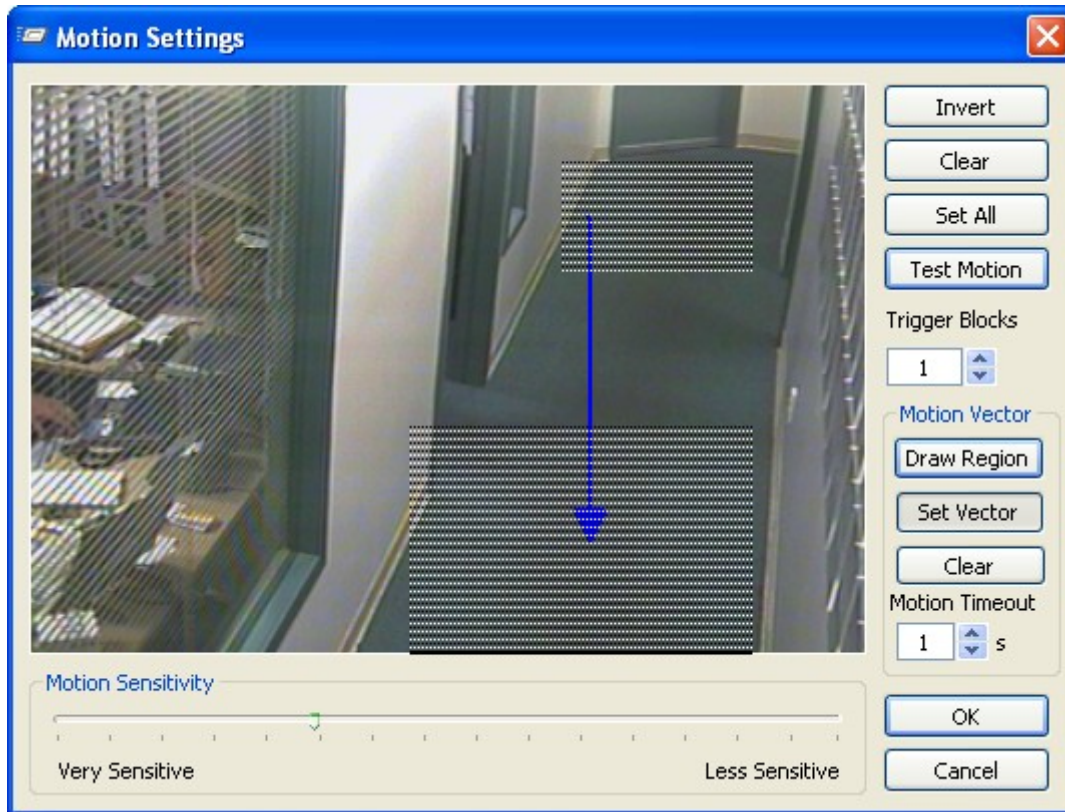 Motion Settings
Invert
Clear
Set All
Test Motion
Trigger Blocks
1
Motion Vector
Draw Region
Set Vector
Clear
Motion Timeout
1 s
Motion Sensitivity
Very Sensitive Less Sensitive
OK
Cancel